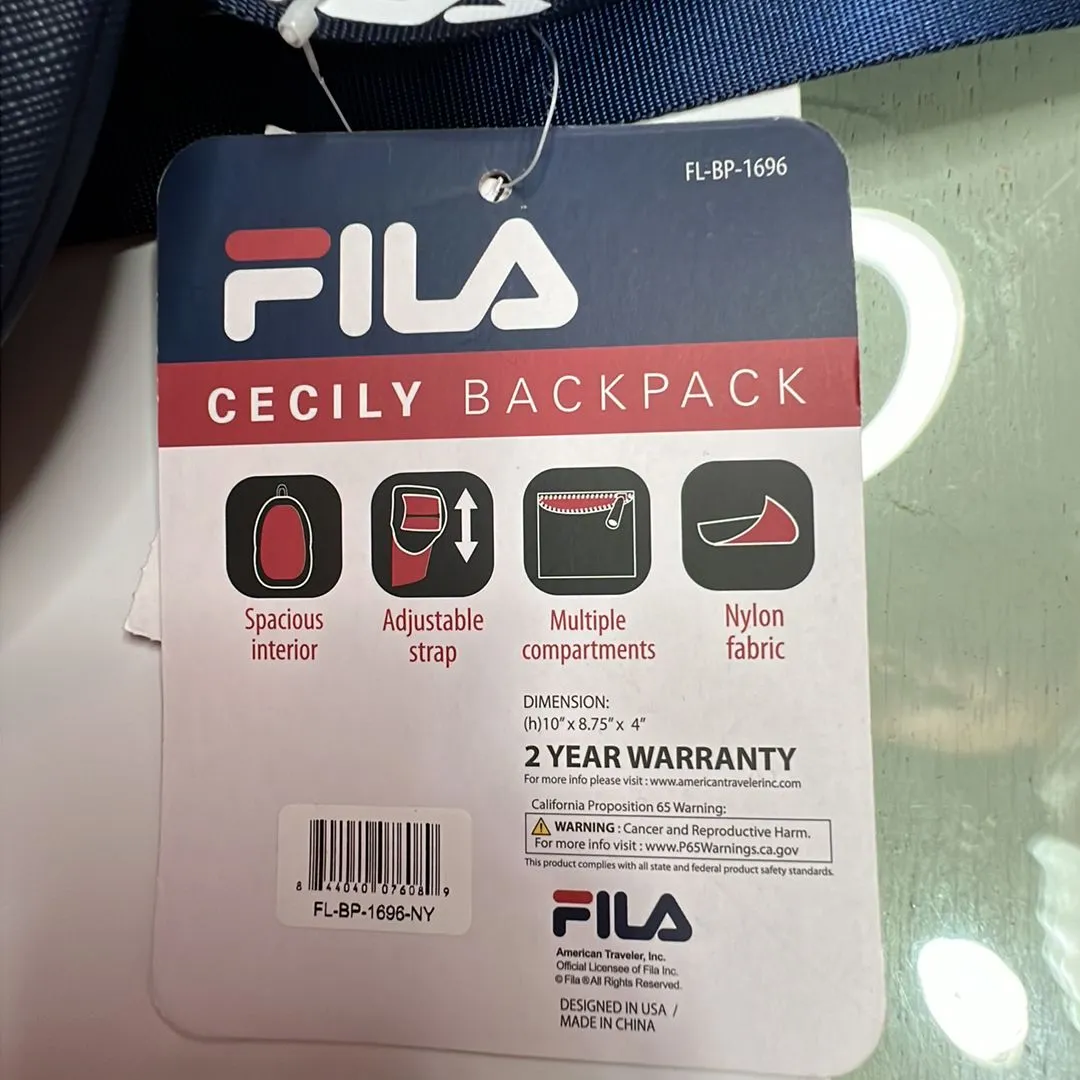 FL-BP-1696
FILA
CECILY BACKPACK
Spacious interior
Adjustable strap
Multiple compartments
Nylon fabric
DIMENSION:
(h)10" x 8.75" x 4"
2 YEAR WARRANTY
For more info please visit : www.americantravelerinc.com
California Proposition 65 Warning:
WARNING : Cancer and Reproductive Harm.
For more info visit : www.P65Warnings.ca.gov
This product complies with all state and federal product safety standards.
8 44040 07608 9
FL-BP-1696-NY
FILA
American Traveler, Inc.
Official Licensee of Fila Inc.
© Fila ® All Rights Reserved.
DESIGNED IN USA /
MADE IN CHINA